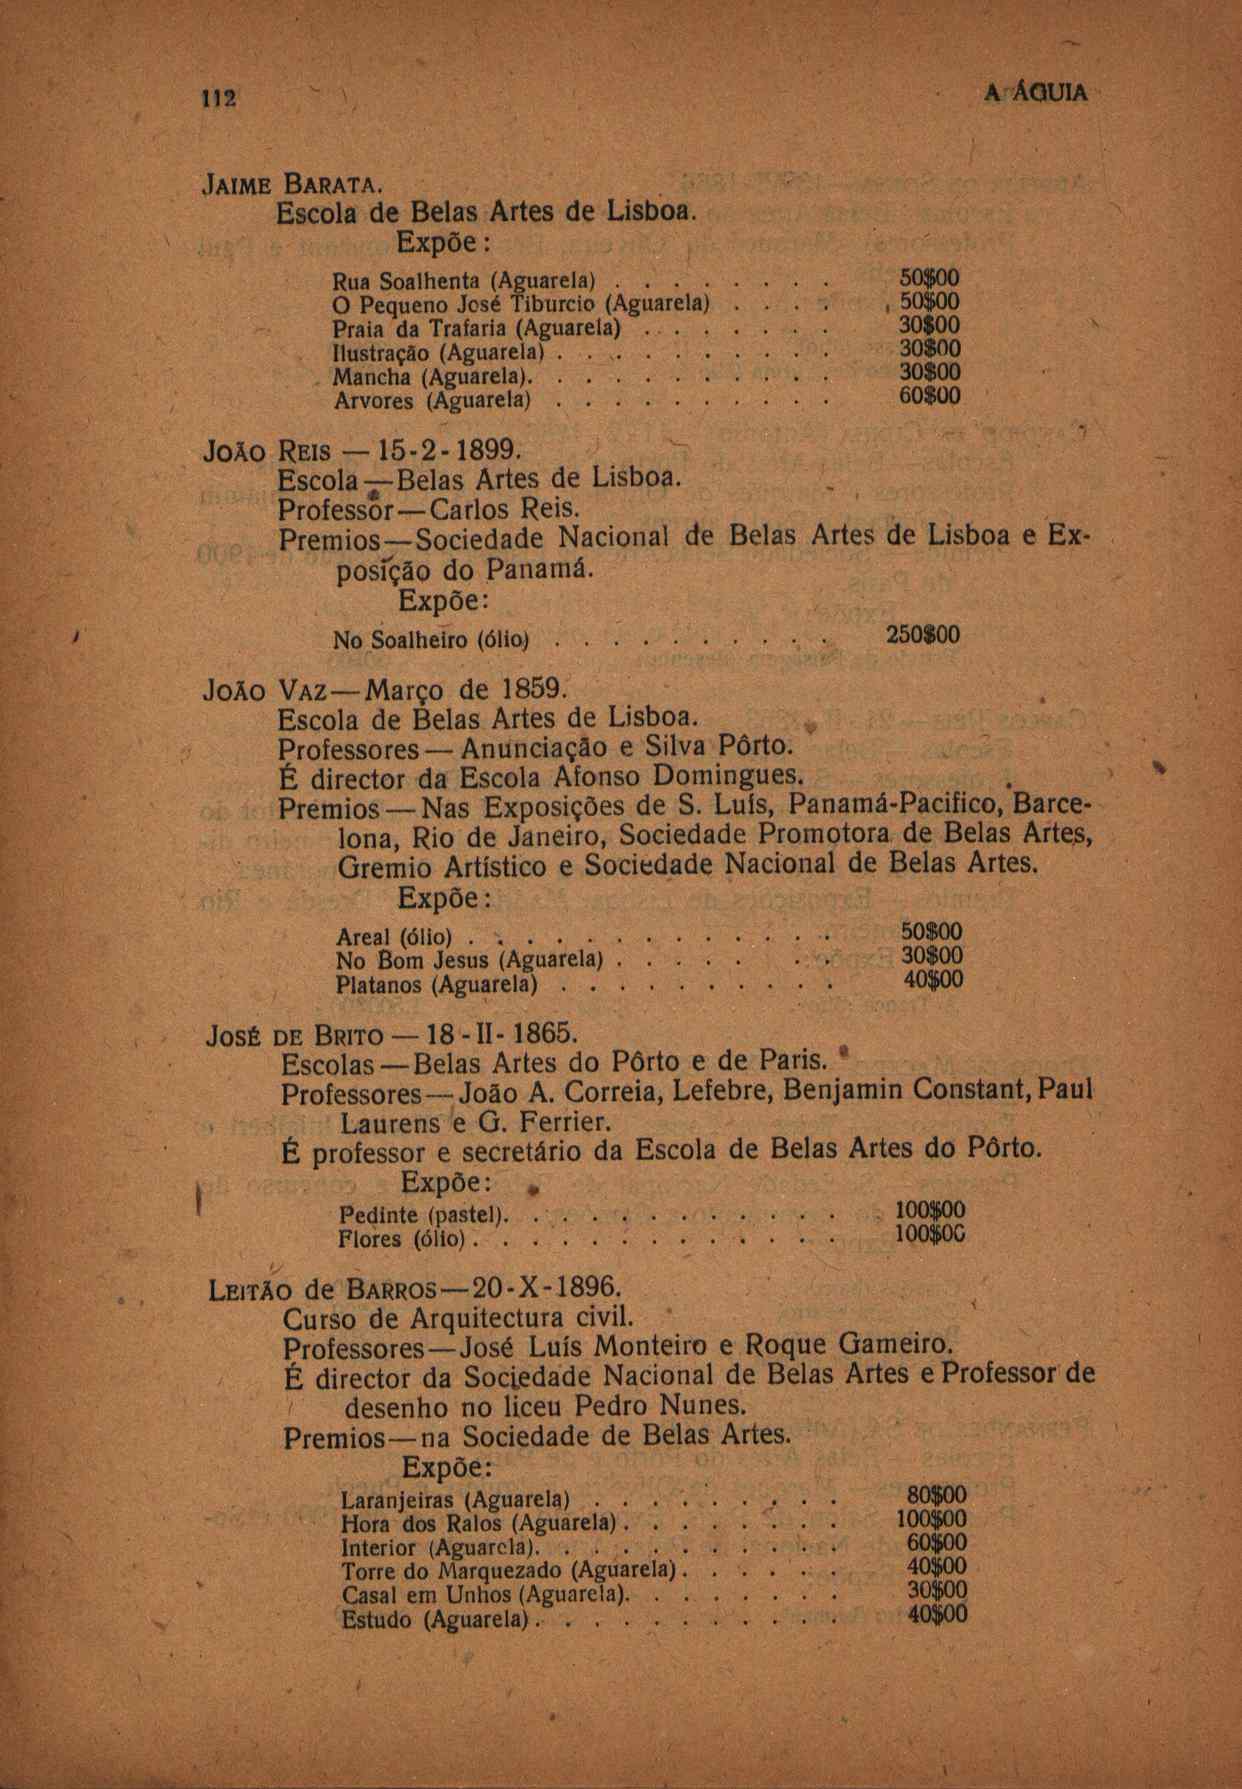 112 A ÁGUIA
JAIME BARATA.
Escola de Belas Artes de Lisboa.
Expõe:
Rua Soalhenta (Aguarela) . . . . . . . . 50$00
O Pequeno José Tiburcio (Aguarela) . . . . 50$00
Praia da Trafaria (Aguarela) . . . . . . . 30$00
Ilustração (Aguarela) . . . . . . . . . . 30$00
Mancha (Aguarela). . . . . . . . . . . 30$00
Arvores (Aguarela) . . . . . . . . . . 60$00
JOÃO REIS — 15-2-1899.
Escola—Belas Artes de Lisboa.
Professor—Carlos Reis.
Premios—Sociedade Nacional de Belas Artes de Lisboa e Ex-
posição do Panamá.
Expõe:
No Soalheiro (ólio) . . . . . . . . . . 250$00
JOÃO VAZ—Março de 1859.
Escola de Belas Artes de Lisboa.
Professores—Anunciação e Silva Pôrto.
É director da Escola Afonso Domingues.
Premios—Nas Exposições de S. Luís, Panamá-Pacifico, Barce-
lona, Rio de Janeiro, Sociedade Promotora de Belas Artes,
Gremio Artístico e Sociedade Nacional de Belas Artes.
Expõe:
Areal (ólio) . . . . . . . . . . . . . 50$00
No Bom Jesus (Aguarela) . . . . . . . 30$00
Platanos (Aguarela) . . . . . . . . . . 40$00
JOSÉ DE BRITO — 18-II-1865.
Escolas—Belas Artes do Pôrto e de Paris.
Professores—João A. Correia, Lefebre, Benjamin Constant, Paul
Laurens e G. Ferrier.
É professor e secretário da Escola de Belas Artes do Pôrto.
Expõe:
Pedinte (pastel). . . . . . . . . . . . 100$00
Flores (ólio) . . . . . . . . . . . . . 100$00
LEITÃO de BARROS—20-X-1896.
Curso de Arquitectura civil.
Professores—José Luís Monteiro e Roque Gameiro.
É director da Sociedade Nacional de Belas Artes e Professor de
desenho no liceu Pedro Nunes.
Premios—na Sociedade de Belas Artes.
Expõe:
Laranjeiras (Aguarela) . . . . . . . . . 80$00
Hora dos Ralos (Aguarela) . . . . . . . . 100$00
Interior (Aguarela). . . . . . . . . . . 60$00
Torre do Marquezado (Aguarela) . . . . . . 40$00
Casal em Unhos (Aguarela). . . . . . . . 30$00
Estudo (Aguarela) . . . . . . . . . . . 40$00